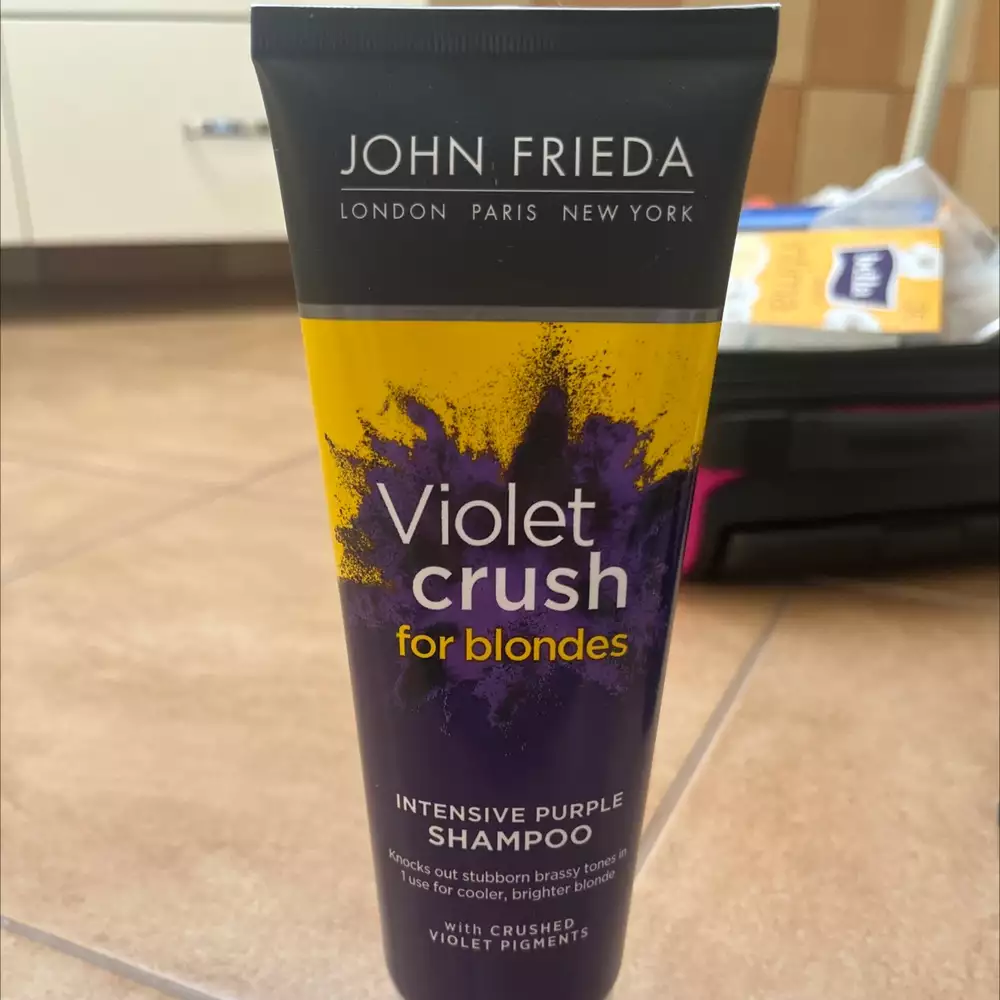 JOHN FRIEDA
LONDON PARIS NEW YORK
Violet
crush
for blondes
INTENSIVE PURPLE
SHAMPOO
Knocks out stubborn brassy tones in
1 use for cooler, brighter blonde
with CRUSHED
VIOLET PIGMENTS
bella